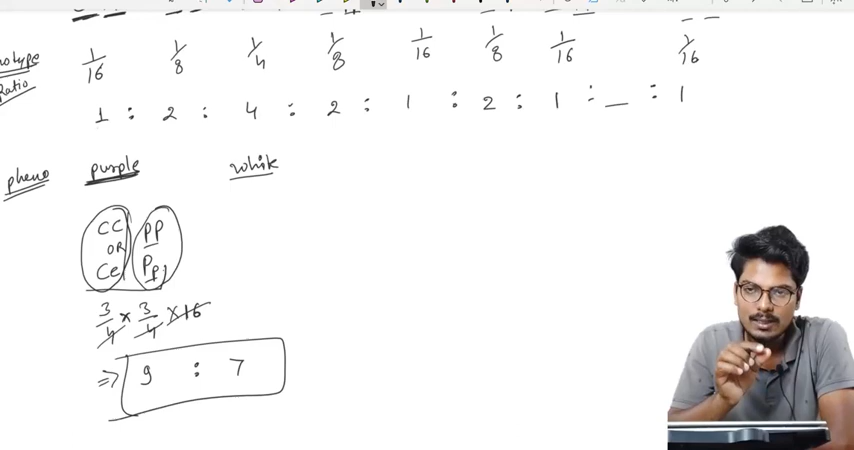 notype
Ratio
1/16 1/8 1/4 1/8 1/16 1/8 1/16 1/16
1 : 2 : 4 : 2 : 1 : 2 : 1 : _ : 1
pheno purple white
CC PP
OR
Cc Pp
3/4 x 3/4 x 16
⇒ 9 : 7